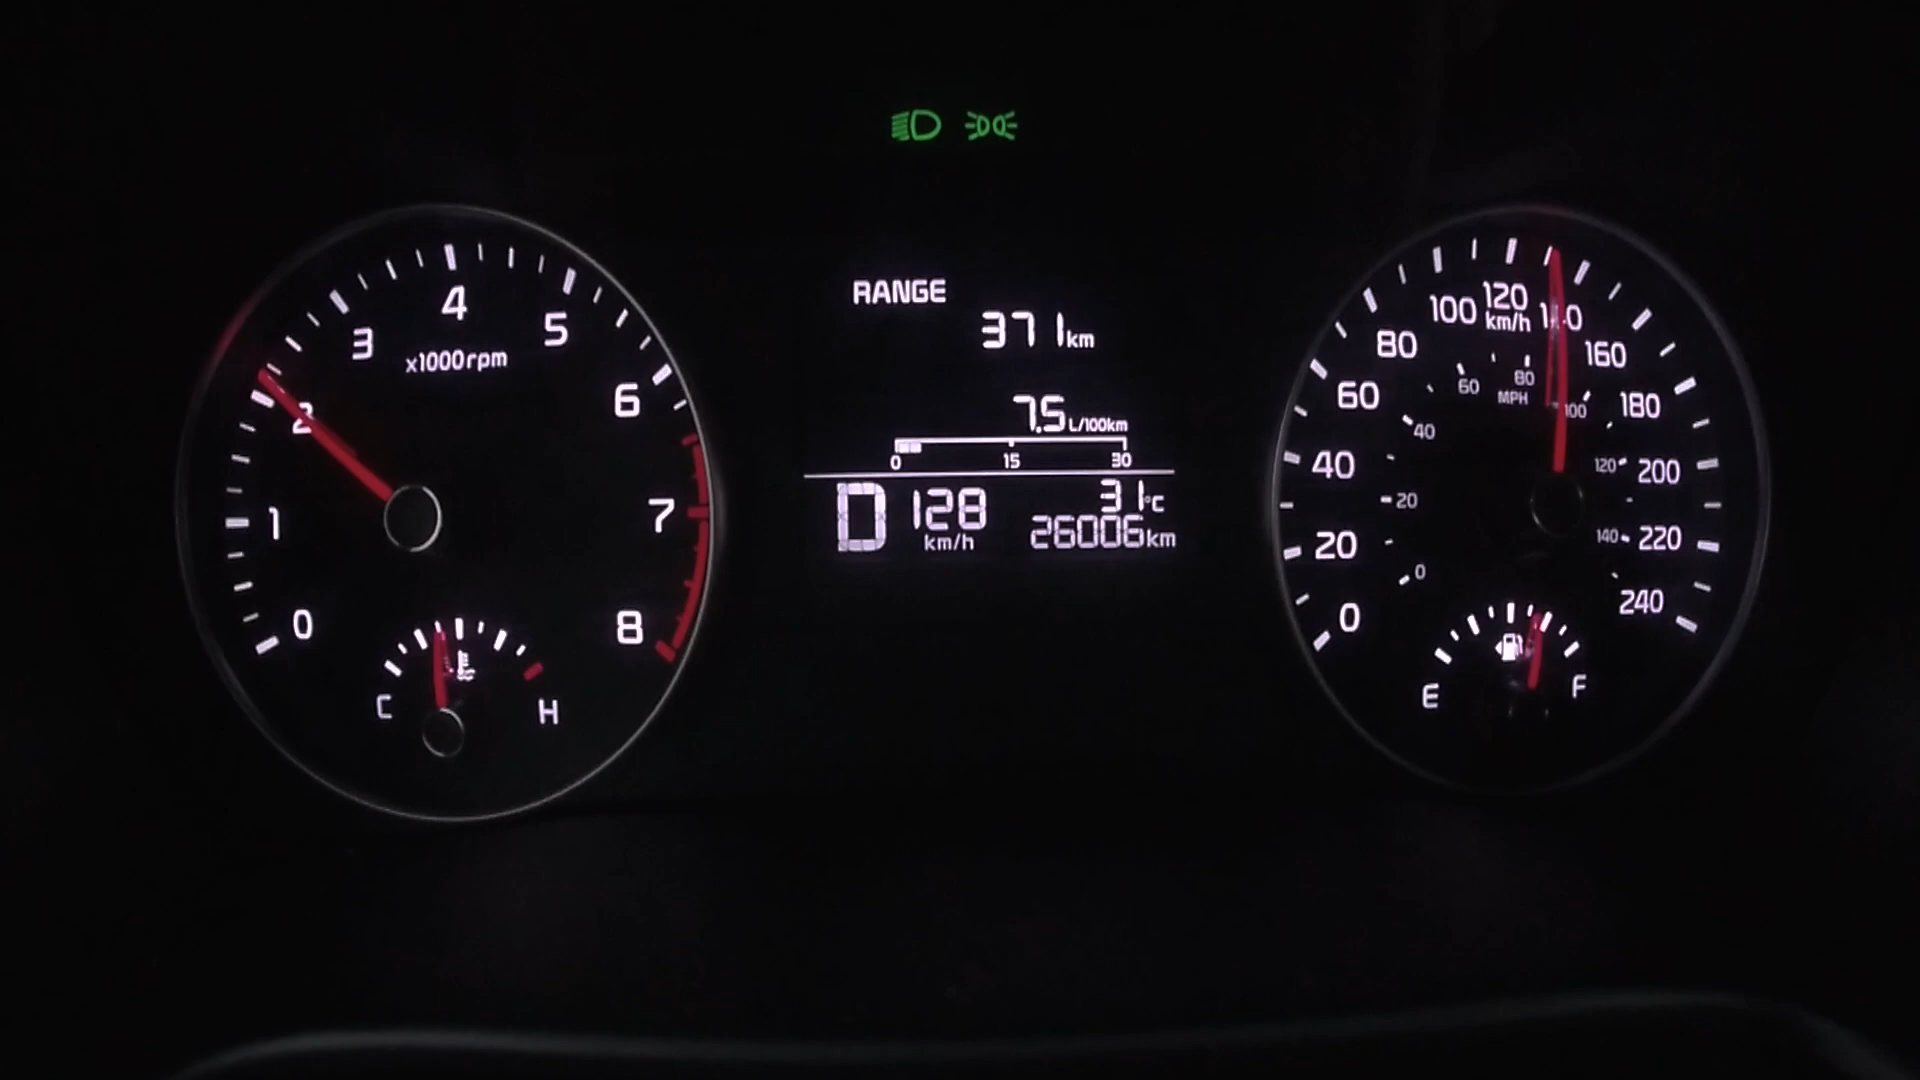 RANGE
371km
7.5L/100km
0 15 30
D 128 km/h
31°C
26006km
0 1 2 3 4 5 6 7 8
x1000rpm
C H
0 20 40 60 80 100 120 140 160 180 200 220 240
km/h
0 20 40 60 80 100 120 140
MPH
E F